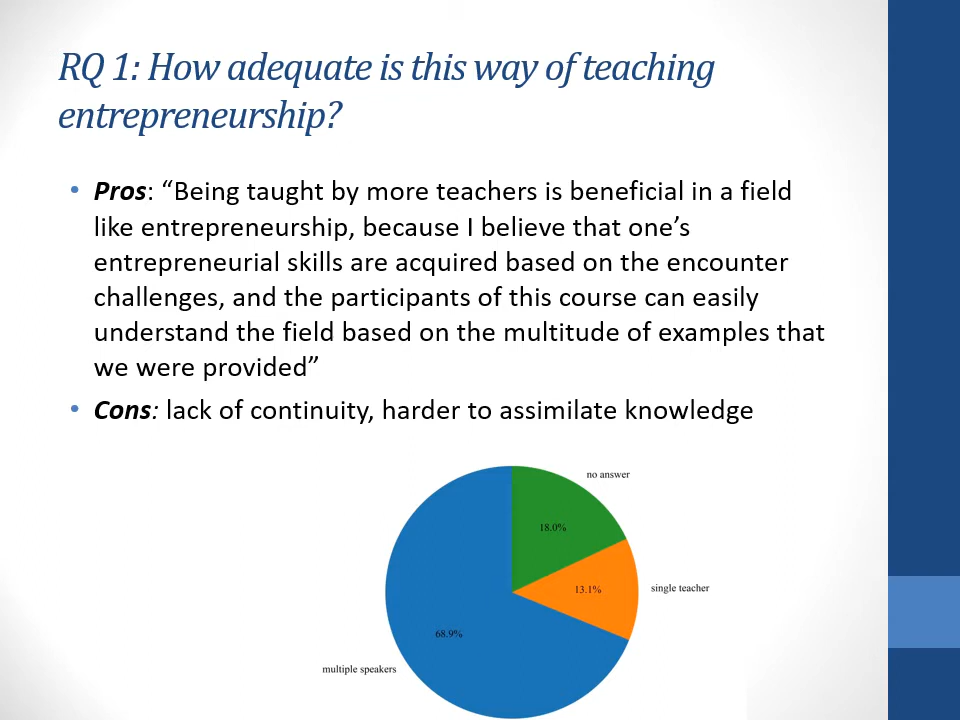 RQ 1: How adequate is this way of teaching
entrepreneurship?
• Pros: “Being taught by more teachers is beneficial in a field
like entrepreneurship, because I believe that one’s
entrepreneurial skills are acquired based on the encounter
challenges, and the participants of this course can easily
understand the field based on the multitude of examples that
we were provided”
• Cons: lack of continuity, harder to assimilate knowledge
no answer
18.0%
13.1%
single teacher
68.9%
multiple speakers